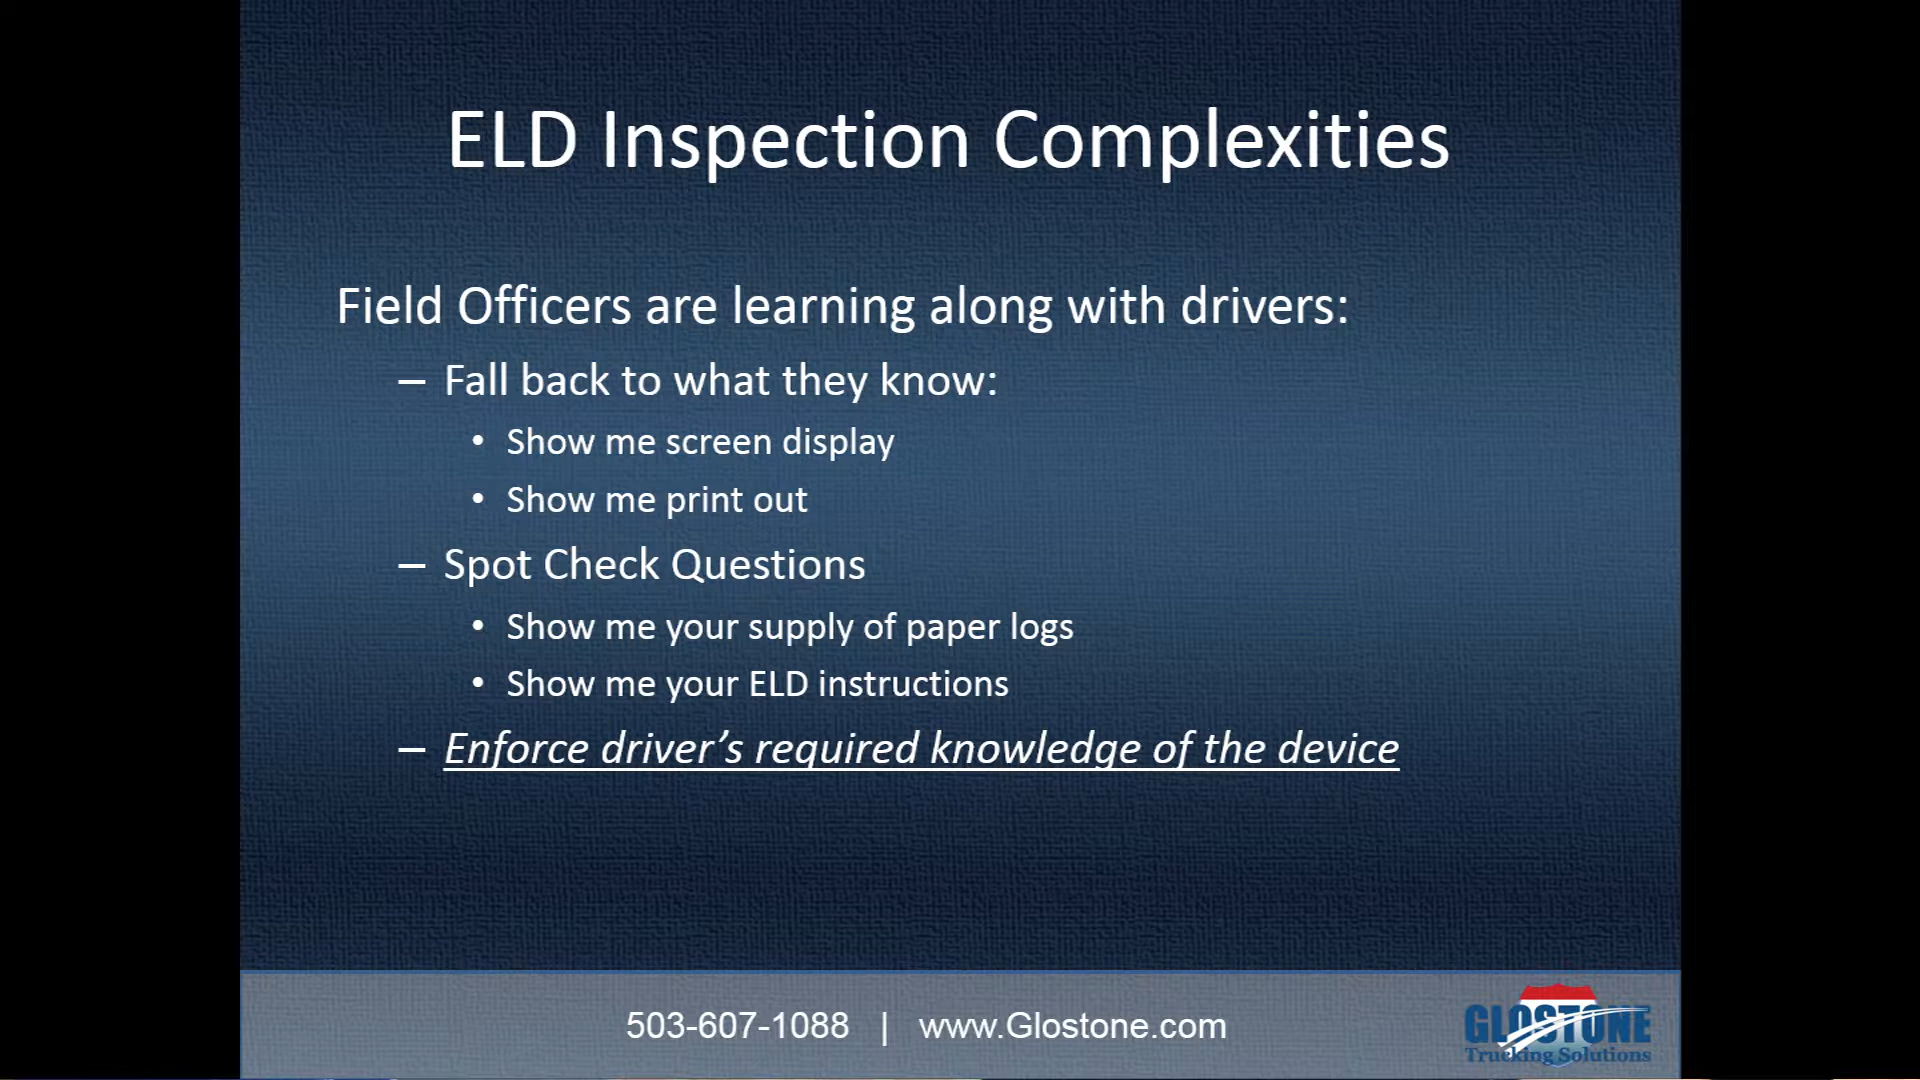 ELD Inspection Complexities
Field Officers are learning along with drivers:
– Fall back to what they know:
• Show me screen display
• Show me print out
– Spot Check Questions
• Show me your supply of paper logs
• Show me your ELD instructions
– Enforce driver’s required knowledge of the device
503-607-1088 | www.Glostone.com
GLOSTONE
Trucking Solutions